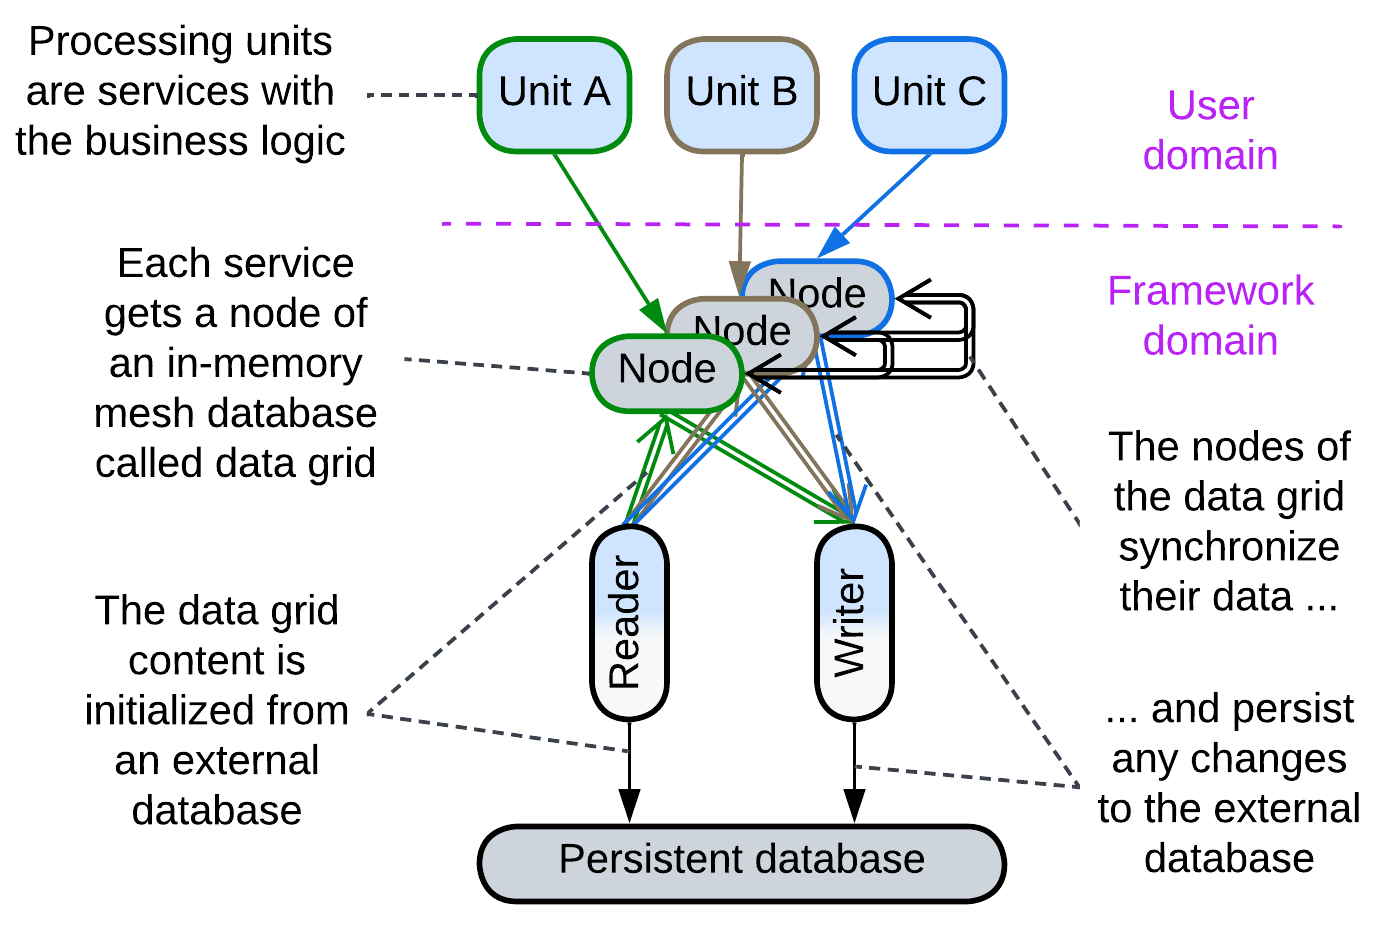 Processing units
are services with
the business logic
Unit A
Unit B
Unit C
User
domain
Each service
gets a node of
an in-memory
mesh database
called data grid
Node
Node
Node
Framework
domain
The nodes of
the data grid
synchronize
their data ...
The data grid
content is
initialized from
an external
database
Reader
Writer
... and persist
any changes
to the external
database
Persistent database